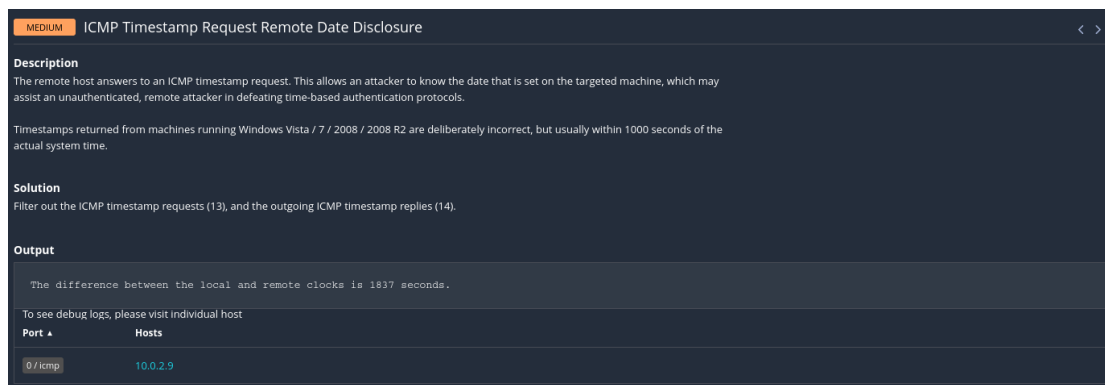 MEDIUM ICMP Timestamp Request Remote Date Disclosure
Description
The remote host answers to an ICMP timestamp request. This allows an attacker to know the date that is set on the targeted machine, which may
assist an unauthenticated, remote attacker in defeating time-based authentication protocols.
Timestamps returned from machines running Windows Vista / 7 / 2008 / 2008 R2 are deliberately incorrect, but usually within 1000 seconds of the
actual system time.
Solution
Filter out the ICMP timestamp requests (13), and the outgoing ICMP timestamp replies (14).
Output
The difference between the local and remote clocks is 1837 seconds.
To see debug logs, please visit individual host
Port ▲ Hosts
0 / icmp 10.0.2.9